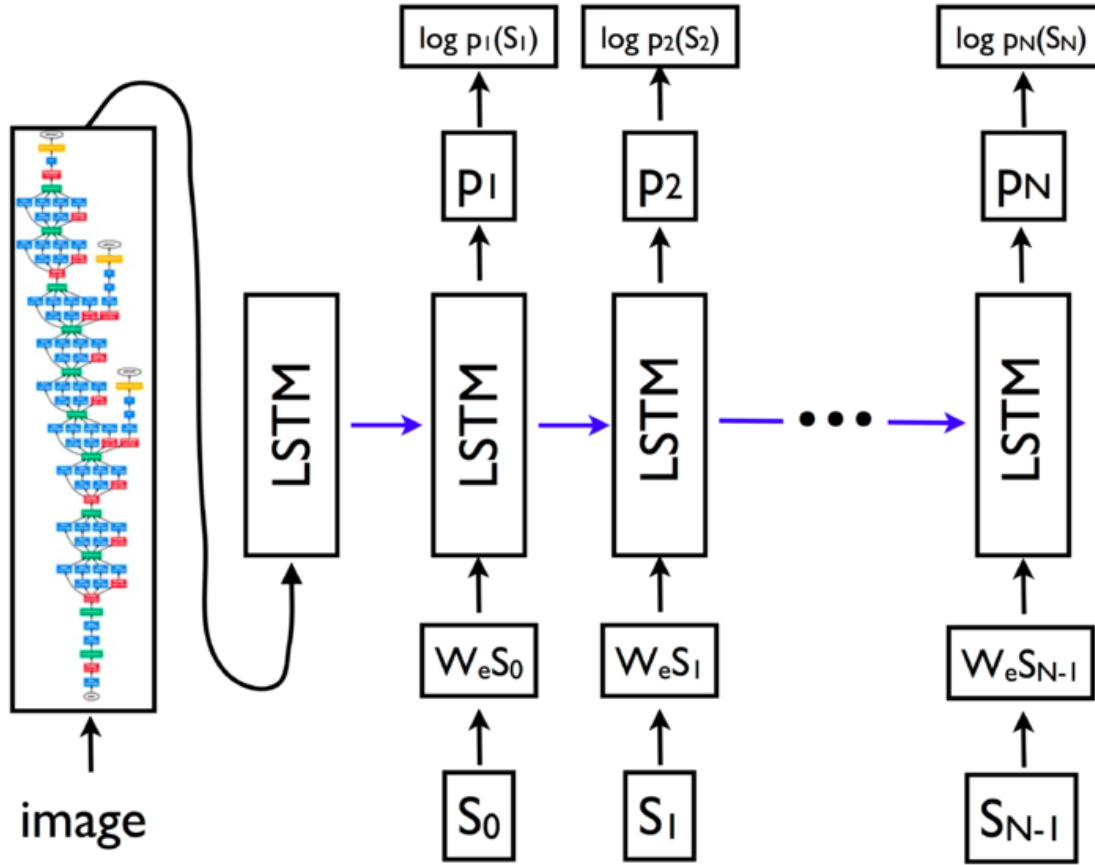 log p₁(S₁) log p₂(S₂) log pN(SN)
p₁ p₂ pN
LSTM LSTM LSTM ••• LSTM
WₑS₀ WₑS₁ WₑSN-1
image S₀ S₁ SN-1